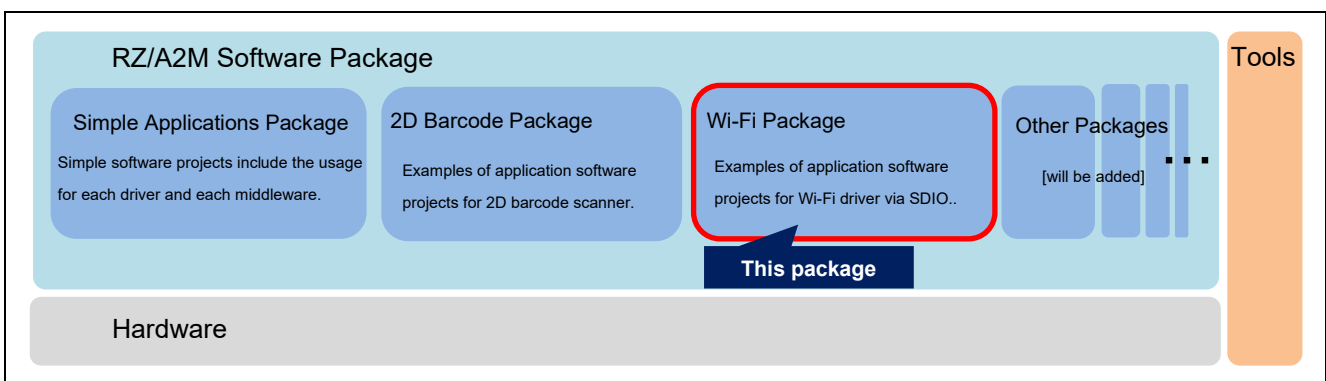 RZ/A2M Software Package
Tools
Simple Applications Package
Simple software projects include the usage
for each driver and each middleware.
2D Barcode Package
Examples of application software
projects for 2D barcode scanner.
Wi-Fi Package
Examples of application software
projects for Wi-Fi driver via SDIO..
This package
Other Packages
[will be added]
...
Hardware